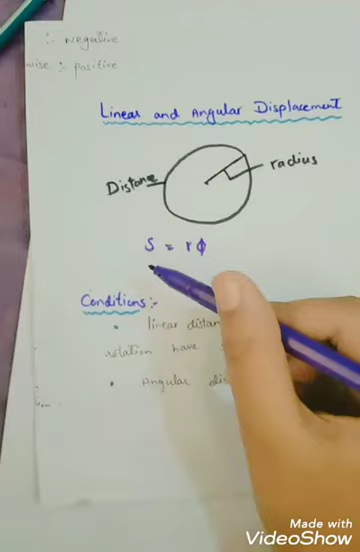 :- Negative
wise :- positive
Linear and Angular Displacement
Distance
radius
S = rφ
Conditions :-
• linear distan
relation have
• Angular dis
Made with
VideoShow